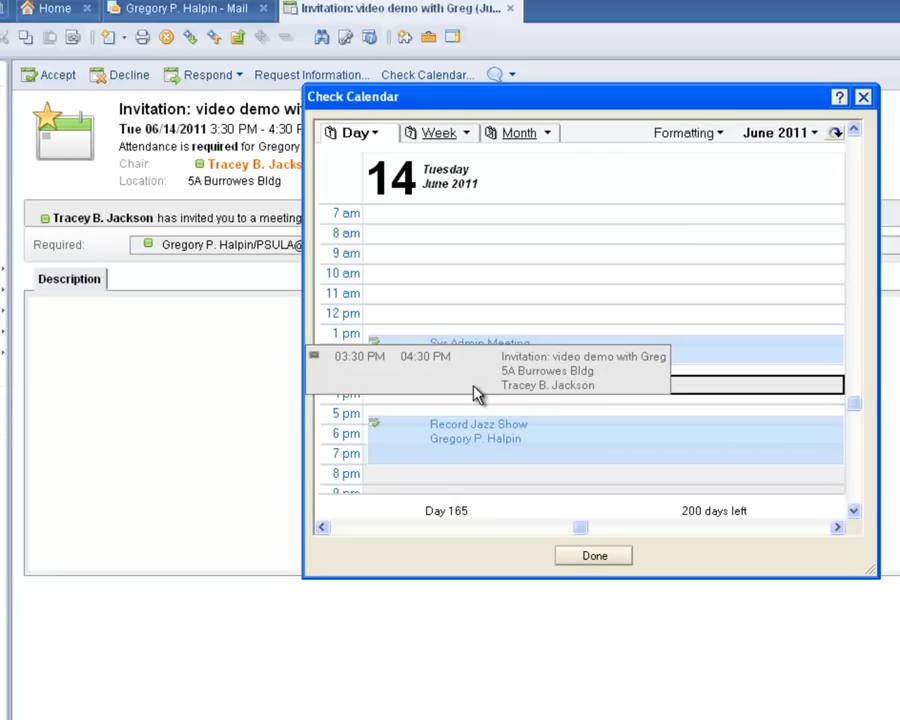 Home
Gregory P. Halpin - Mail
Invitation: video demo with Greg (Ju...
Accept
Decline
Respond
Request Information...
Check Calendar...
Invitation: video demo wi
Tue 06/14/2011 3:30 PM - 4:30 P
Attendance is required for Gregory
Chair:
Tracey B. Jacks
Location:
5A Burrowes Bldg
Tracey B. Jackson has invited you to a meeting
Required:
Gregory P. Halpin/PSULA@
Description
Check Calendar
?
Day
Week
Month
Formatting
June 2011
14
Tuesday
June 2011
7 am
8 am
9 am
10 am
11 am
12 pm
1 pm
Sys Admin Meeting
03:30 PM 04:30 PM Invitation: video demo with Greg
5A Burrowes Bldg
Tracey B. Jackson
5 pm
Record Jazz Show
6 pm
Gregory P. Halpin
7 pm
8 pm
9 pm
Day 165
200 days left
Done